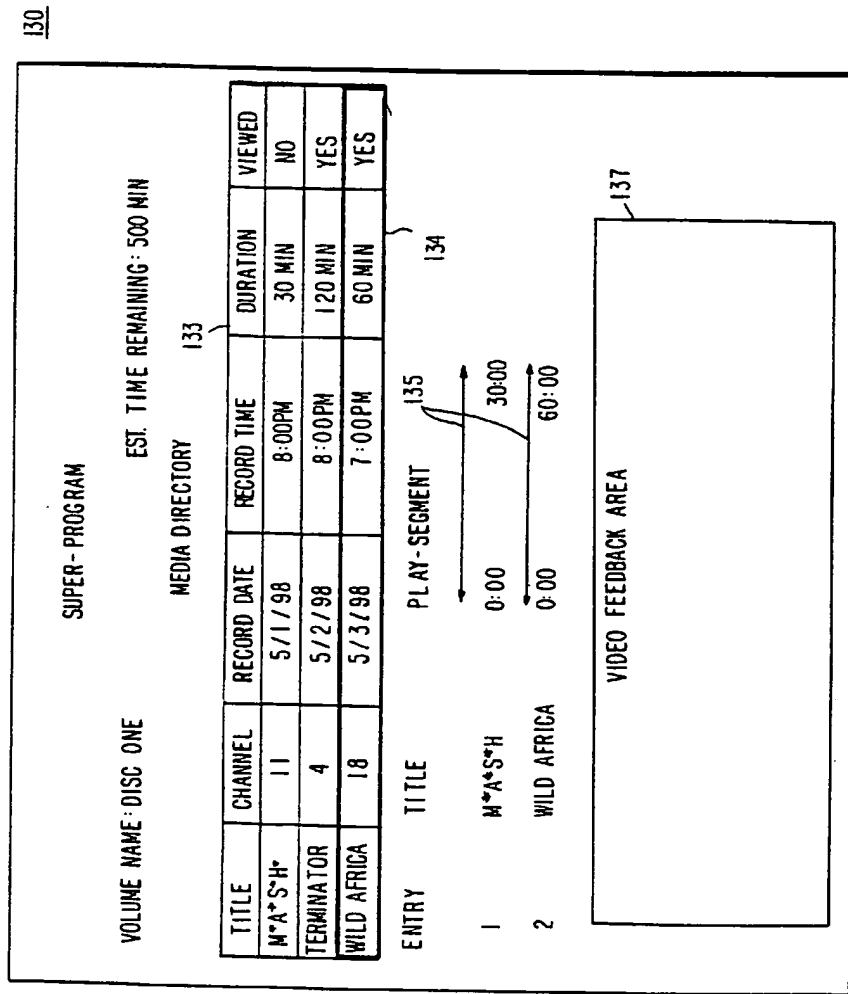 130
SUPER-PROGRAM
VOLUME NAME: DISC ONE EST. TIME REMAINING: 500 MIN
MEDIA DIRECTORY
133
TITLE CHANNEL RECORD DATE RECORD TIME DURATION VIEWED
M*A*S*H* 11 5/1/98 8:00PM 30 MIN NO
TERMINATOR 4 5/2/98 8:00PM 120 MIN YES
WILD AFRICA 18 5/3/98 7:00PM 60 MIN YES
134
ENTRY TITLE PLAY-SEGMENT 135
1 M*A*S*H 0:00 30:00
2 WILD AFRICA 0:00 60:00
137
VIDEO FEEDBACK AREA